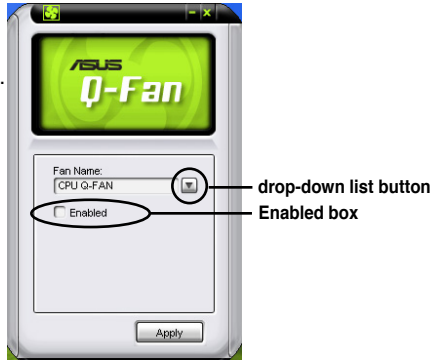 ASUS
Q-Fan
.
Fan Name:
CPU Q-FAN
drop-down list button
Enabled
Enabled box
Apply